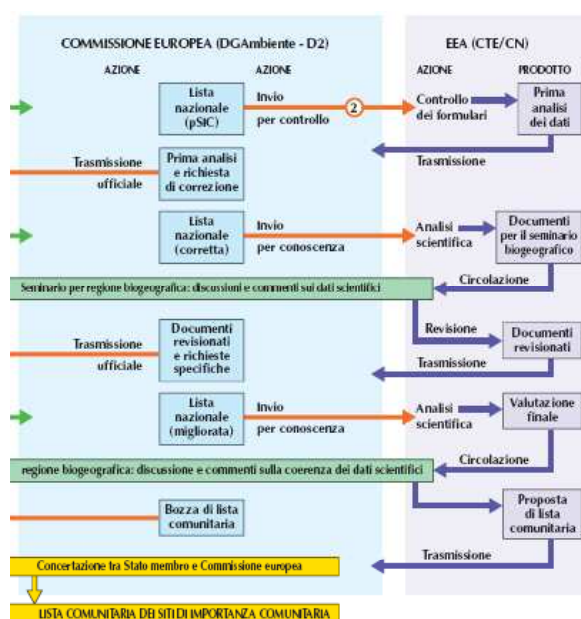 COMMISSIONE EUROPEA (DGAmbiente - D2)
EEA (CTE/CN)
AZIONE
AZIONE
AZIONE
PRODOTTO
Lista
nazionale
(pSIC)
Invio
per controllo
2
Controllo
dei formulari
Prima
analisi
dei dati
Trasmissione
Trasmissione
ufficiale
Prima analisi
e richiesta
di correzione
Lista
nazionale
(corretta)
Invio
per conoscenza
Analisi
scientifica
Documenti
per il seminario
biogeografico
Circolazione
Seminario per regione biogeografica: discussioni e commenti sui dati scientifici
Revisione
Documenti
revisionati
Trasmissione
ufficiale
Documenti
revisionati
e richieste
specifiche
Trasmissione
Lista
nazionale
(migliorata)
Invio
per conoscenza
Analisi
scientifica
Valutazione
finale
Circolazione
regione biogeografica: discussione e commenti sulla coerenza dei dati scientifici
Bozza di lista
comunitaria
Proposta
di lista
comunitaria
Trasmissione
Concertazione tra Stato membro e Commissione europea
LISTA COMUNITARIA DEI SITI DI IMPORTANZA COMUNITARIA